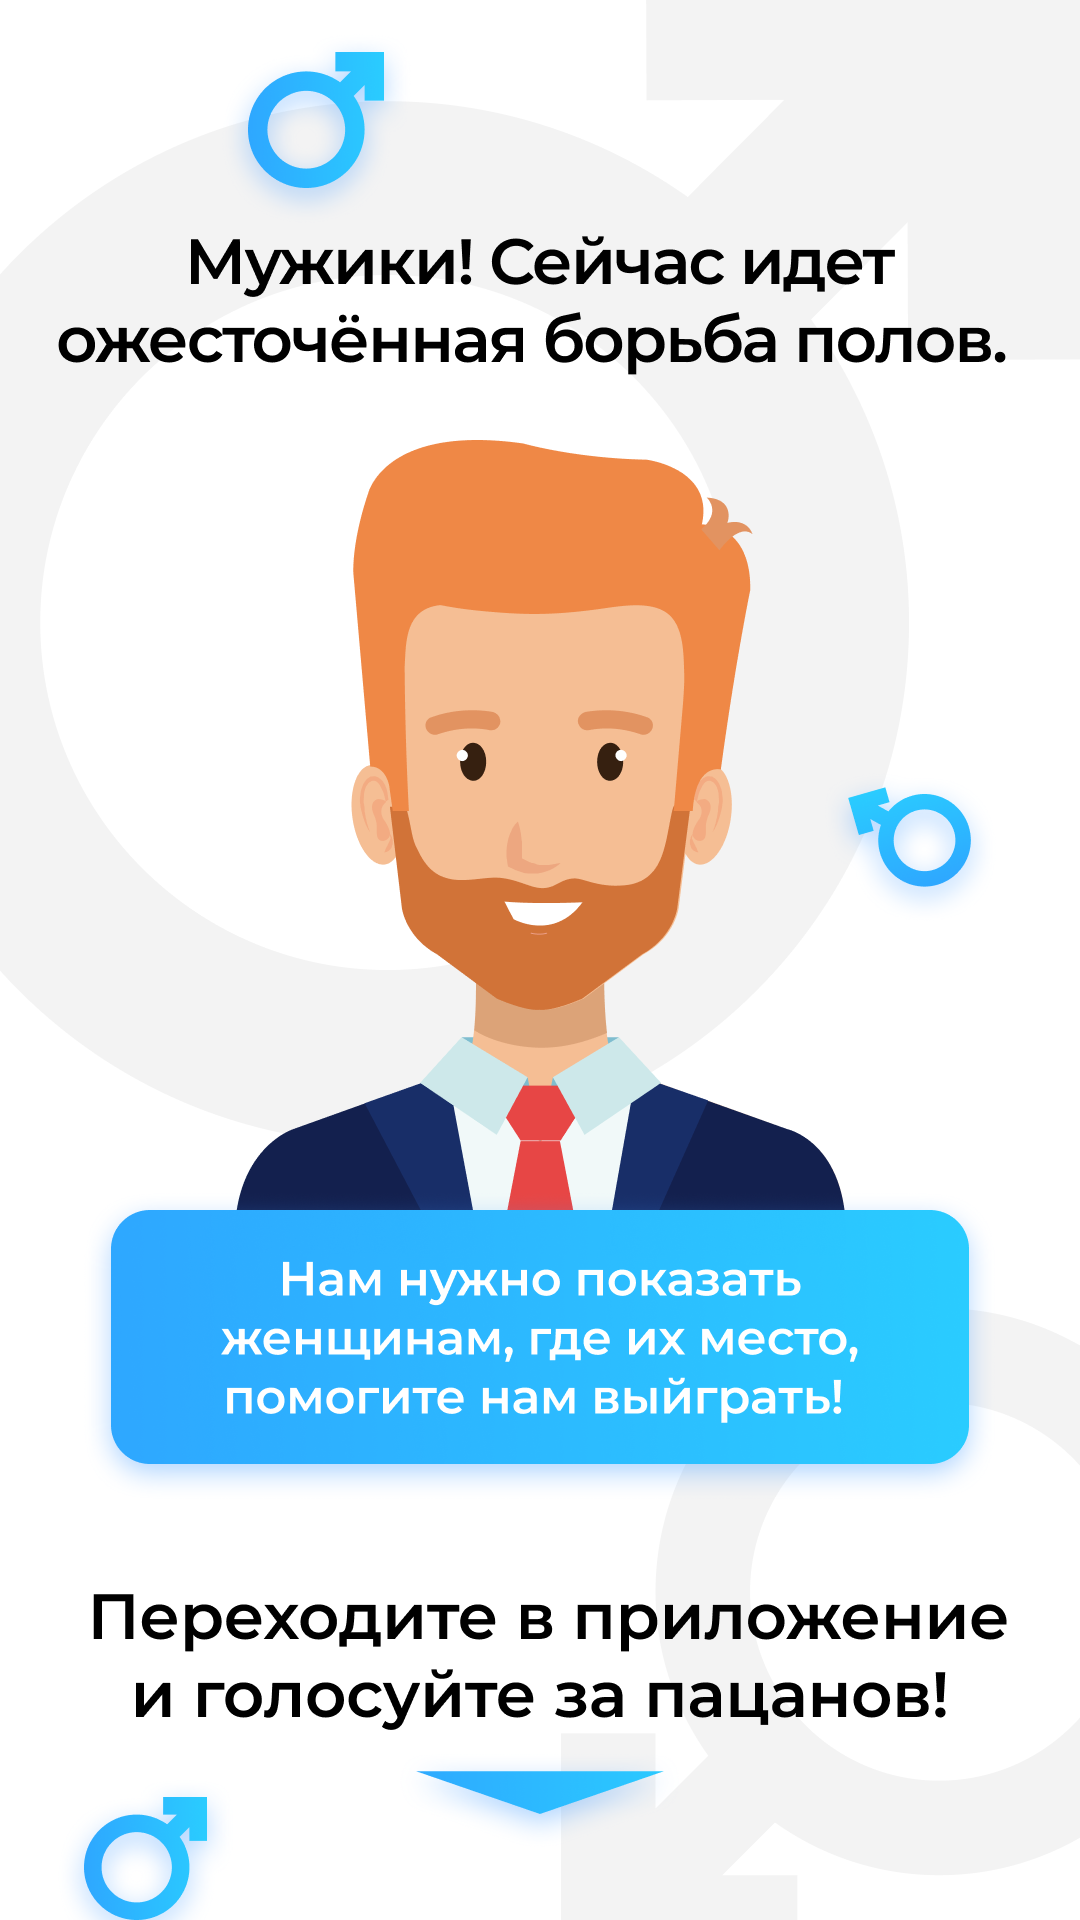 Мужики! Сейчас идет
ожесточённая борьба полов.
Нам нужно показать
женщинам, где их место,
помогите нам выйграть!
Переходите в приложение
и голосуйте за пацанов!